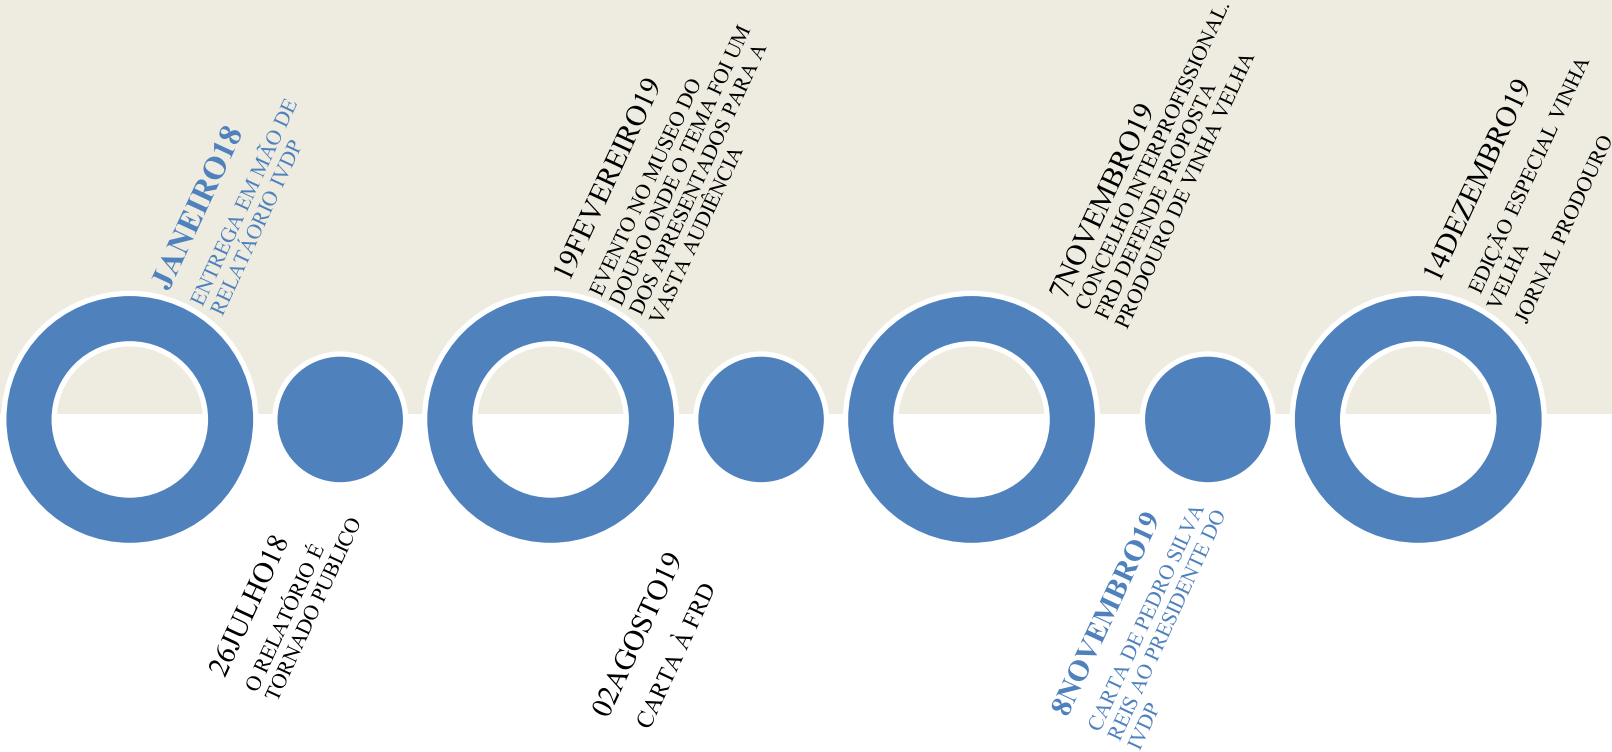 JANEIRO18
ENTREGA EM MÃO DE
RELATAÓRIO IVDP
26JULHO18
O RELATÓRIO É
TORNADO PUBLICO
19FEVEREIRO19
EVENTO NO MUSEO DO
DOURO ONDE O TEMA FOI UM
DOS APRESENTADOS PARA A
VASTA AUDIÊNCIA
02AGOSTO19
CARTA À FRD
7NOVEMBRO19
CONCELHO INTERPROFISSIONAL.
FRD DEFENDE PROPOSTA
PRODOURO DE VINHA VELHA
8NOVEMBRO19
CARTA DE PEDRO SILVA
REIS AO PRESIDENTE DO
IVDP
14DEZEMBRO19
EDIÇÃO ESPECIAL VINHA
VELHA
JORNAL PRODOURO